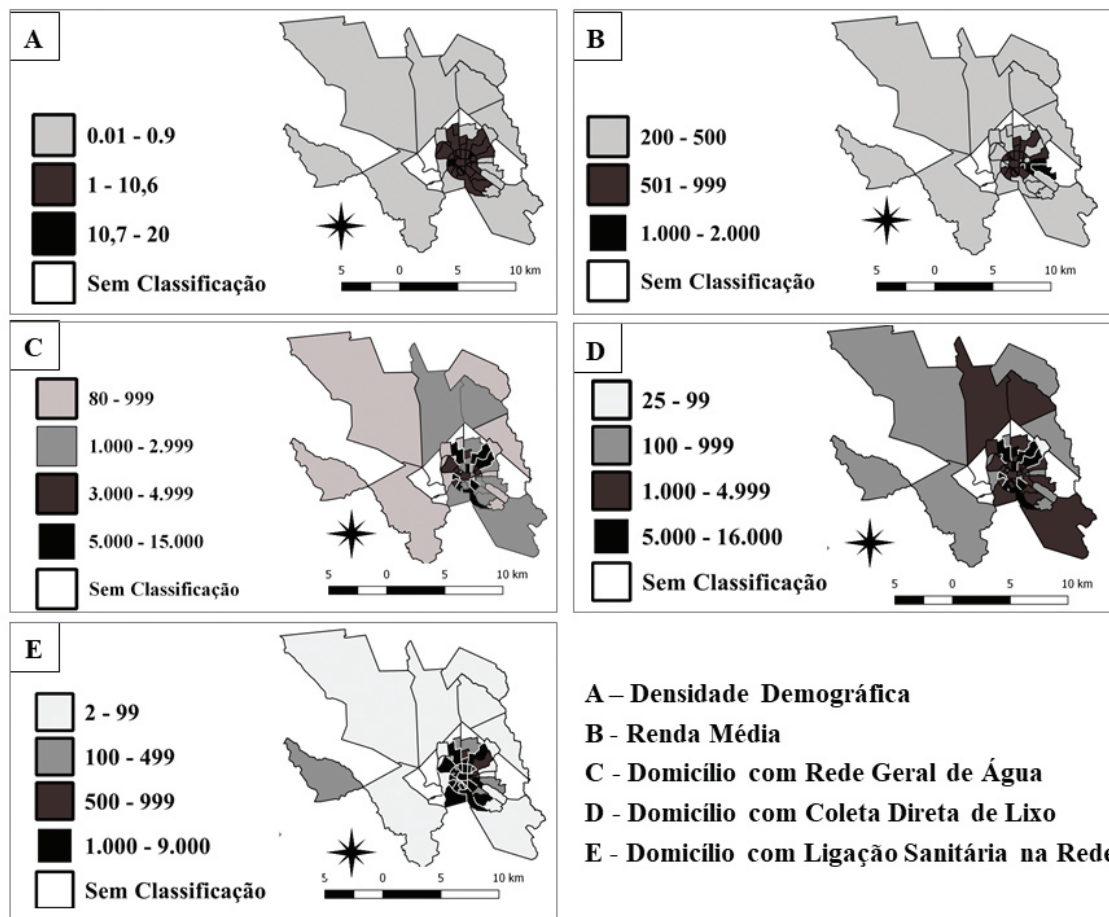 A
0.01 - 0.9
1 - 10,6
10,7 - 20
Sem Classificação
5 0 5 10 km
B
200 - 500
501 - 999
1.000 - 2.000
Sem Classificação
5 0 5 10 km
C
80 - 999
1.000 - 2.999
3.000 - 4.999
5.000 - 15.000
Sem Classificação
5 0 5 10 km
D
25 - 99
100 - 999
1.000 - 4.999
5.000 - 16.000
Sem Classificação
5 0 5 10 km
E
2 - 99
100 - 499
500 - 999
1.000 - 9.000
Sem Classificação
5 0 5 10 km
A – Densidade Demográfica
B - Renda Média
C - Domicílio com Rede Geral de Água
D - Domicílio com Coleta Direta de Lixo
E - Domicílio com Ligação Sanitária na Rede